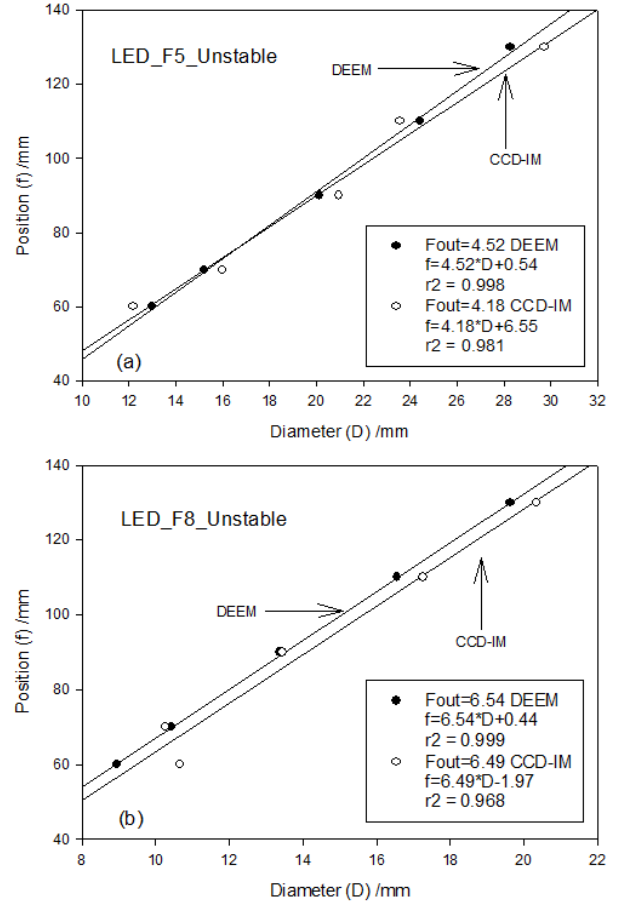 140
120
100
80
60
40
Position (f) /mm
LED_F5_Unstable
DEEM
CCD-IM
Fout=4.52 DEEM
f=4.52*D+0.54
r2 = 0.998
Fout=4.18 CCD-IM
f=4.18*D+6.55
r2 = 0.981
(a)
10 12 14 16 18 20 22 24 26 28 30 32
Diameter (D) /mm
140
120
100
80
60
40
Position (f) /mm
LED_F8_Unstable
DEEM
CCD-IM
Fout=6.54 DEEM
f=6.54*D+0.44
r2 = 0.999
Fout=6.49 CCD-IM
f=6.49*D-1.97
r2 = 0.968
(b)
8 10 12 14 16 18 20 22
Diameter (D) /mm